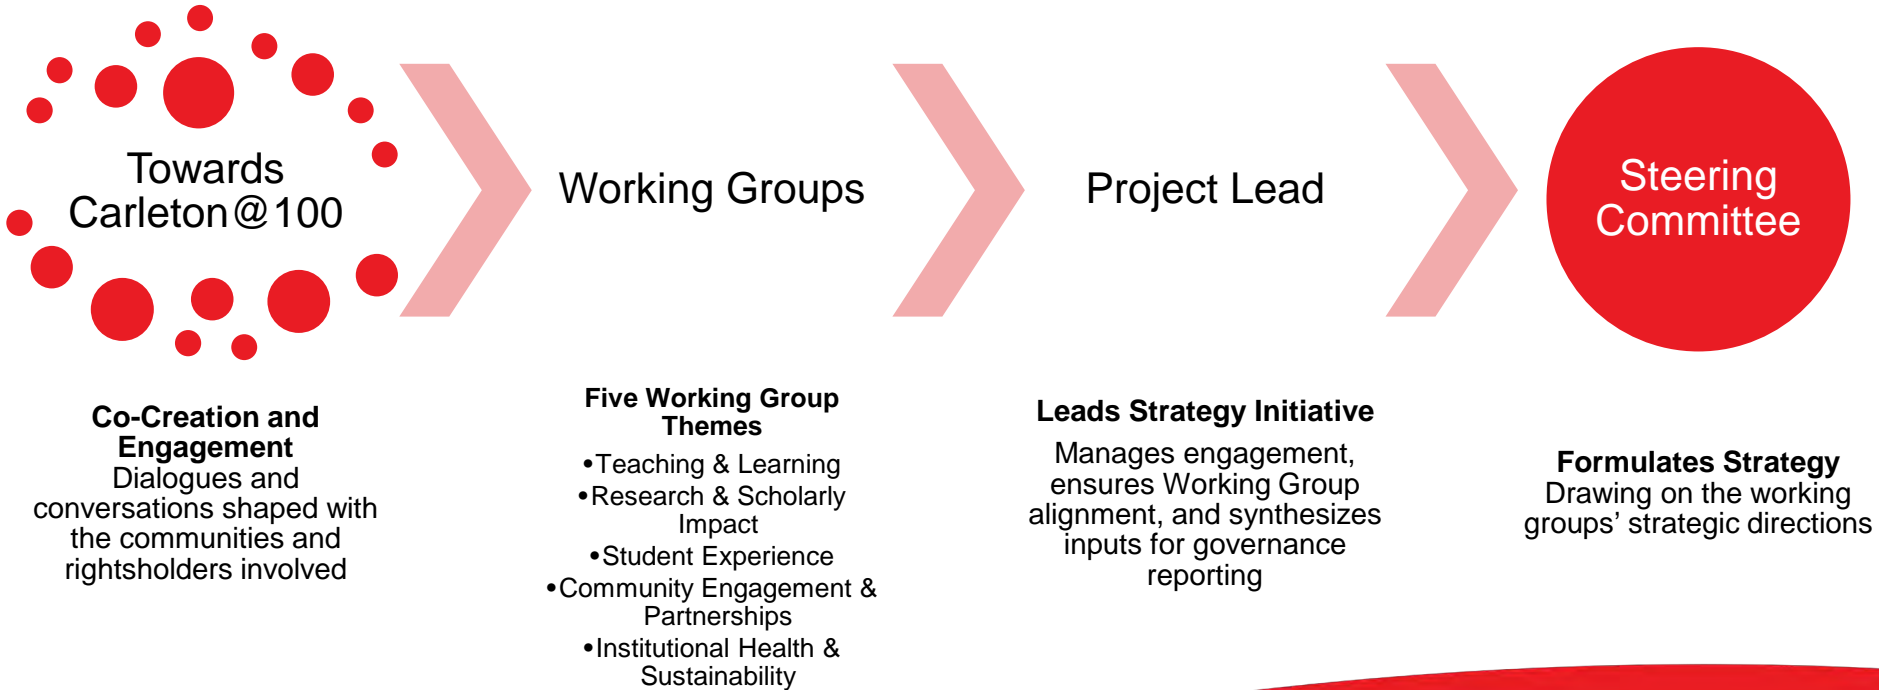 Towards
Carleton@100
Working Groups
Project Lead
Steering
Committee
Co-Creation and
Engagement
Dialogues and
conversations shaped with
the communities and
rightsholders involved
Five Working Group
Themes
•Teaching & Learning
•Research & Scholarly
Impact
•Student Experience
•Community Engagement &
Partnerships
•Institutional Health &
Sustainability
Leads Strategy Initiative
Manages engagement,
ensures Working Group
alignment, and synthesizes
inputs for governance
reporting
Formulates Strategy
Drawing on the working
groups’ strategic directions